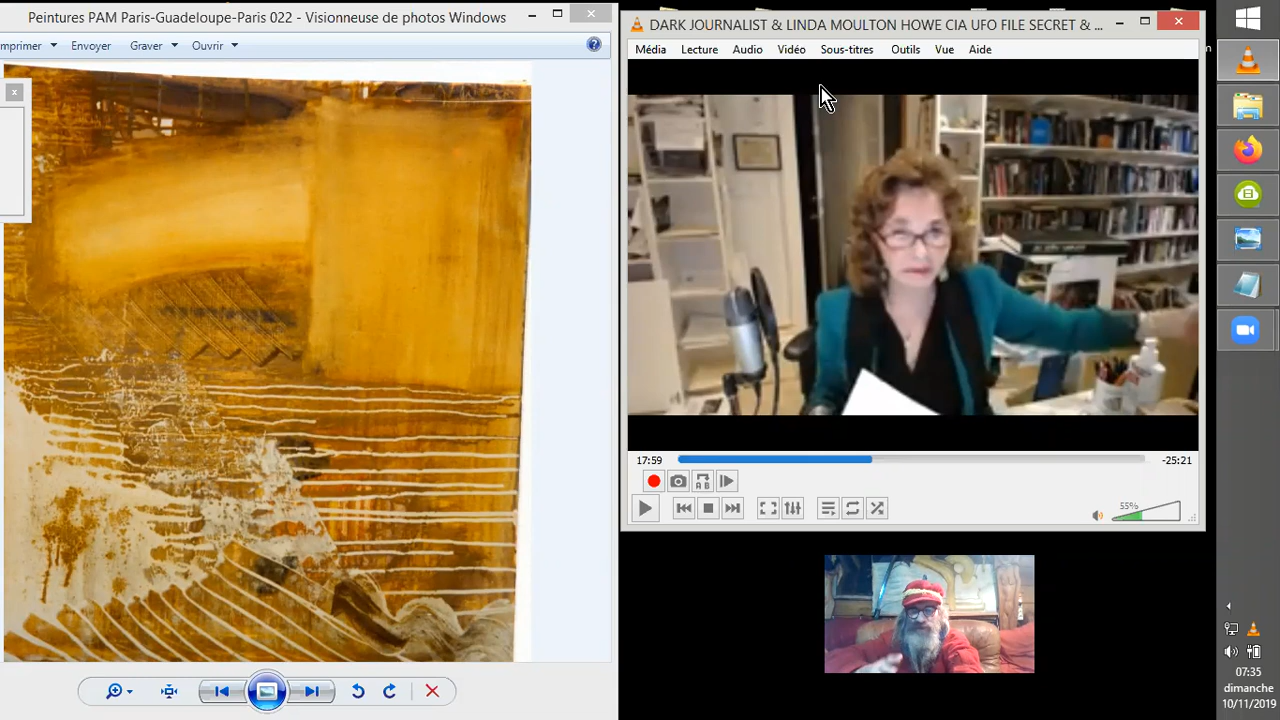 Peintures PAM Paris-Guadeloupe-Paris 022 - Visionneuse de photos Windows
mprimer Envoyer Graver Ouvrir
DARK JOURNALIST & LINDA MOULTON HOWE CIA UFO FILE SECRET & ...
Média Lecture Audio Vidéo Sous-titres Outils Vue Aide
17:59 -25:21
55%
07:35
dimanche
10/11/2019